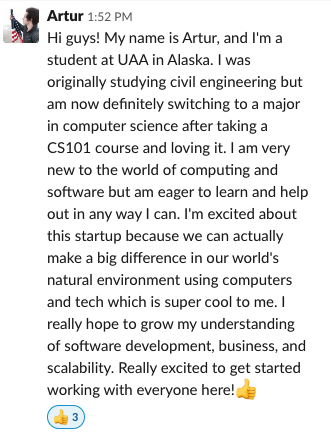 Artur 1:52 PM
Hi guys! My name is Artur, and I'm a
student at UAA in Alaska. I was
originally studying civil engineering but
am now definitely switching to a major
in computer science after taking a
CS101 course and loving it. I am very
new to the world of computing and
software but am eager to learn and help
out in any way I can. I'm excited about
this startup because we can actually
make a big difference in our world's
natural environment using computers
and tech which is super cool to me. I
really hope to grow my understanding
of software development, business, and
scalability. Really excited to get started
working with everyone here!👍
👍 3